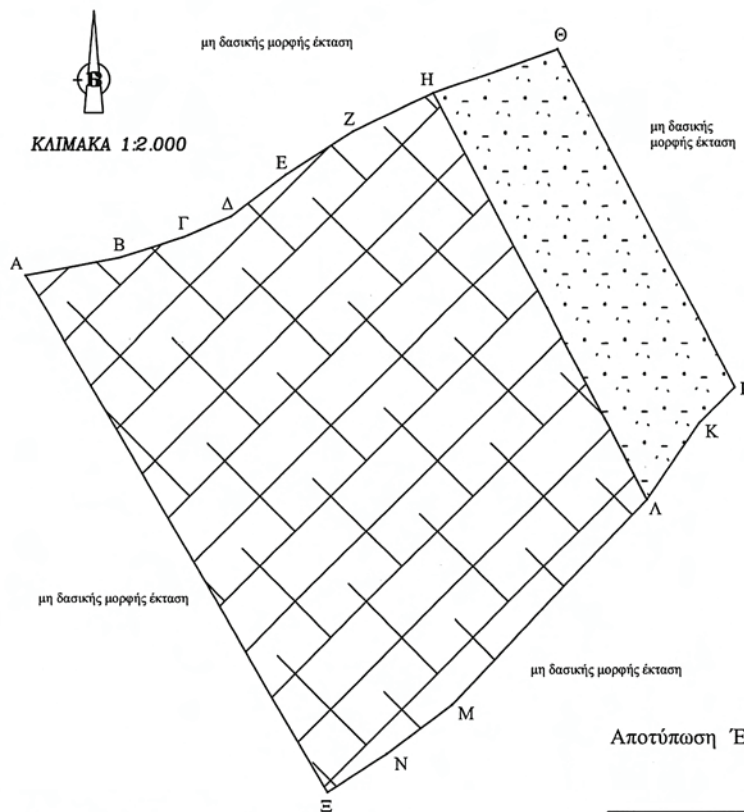 μη δασικής μορφής έκταση
Θ
Β
Η
ΚΛΙΜΑΚΑ 1:2.000
Ζ
μη δασικής
μορφής έκταση
Ε
Δ
Γ
Β
Α
Ι
Κ
Λ
μη δασικής μορφής έκταση
μη δασικής μορφής έκταση
Μ
Αποτύπωση Έ
Ν
Ξ